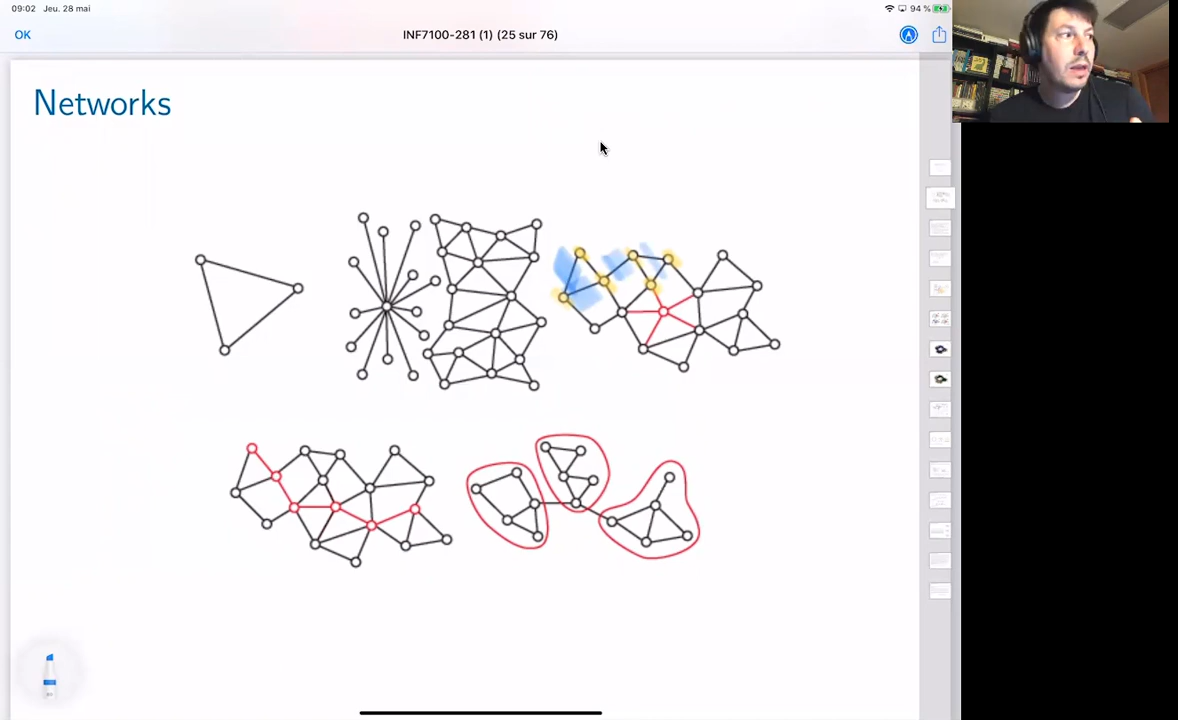 09:02 Jeu. 28 mai
94 %
OK
INF7100-281 (1) (25 sur 76)
Networks